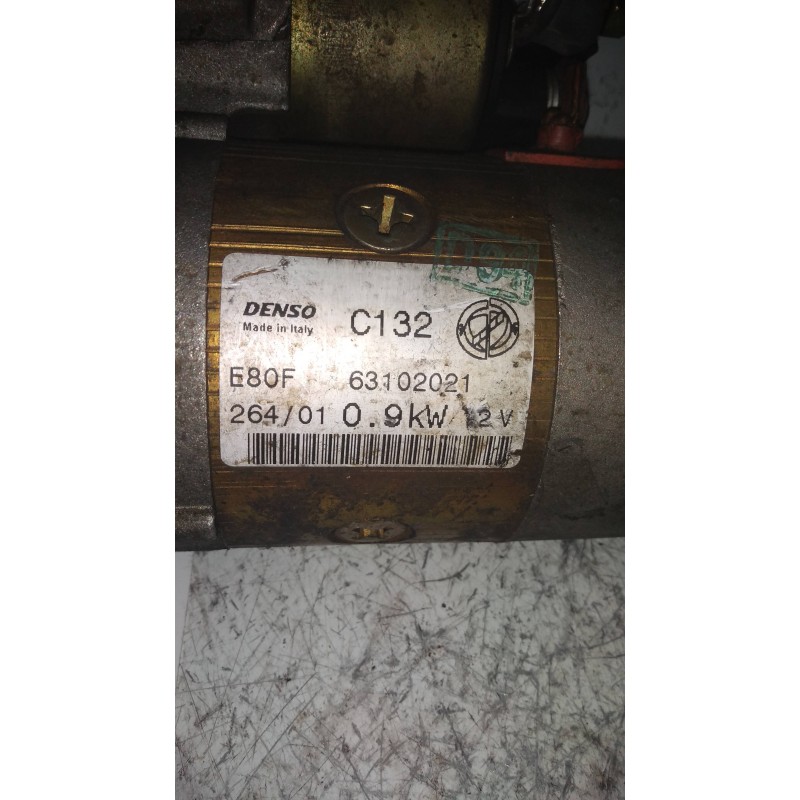 DENSO C132
Made in Italy
E80F 63102021
264/01 0.9kW 12V